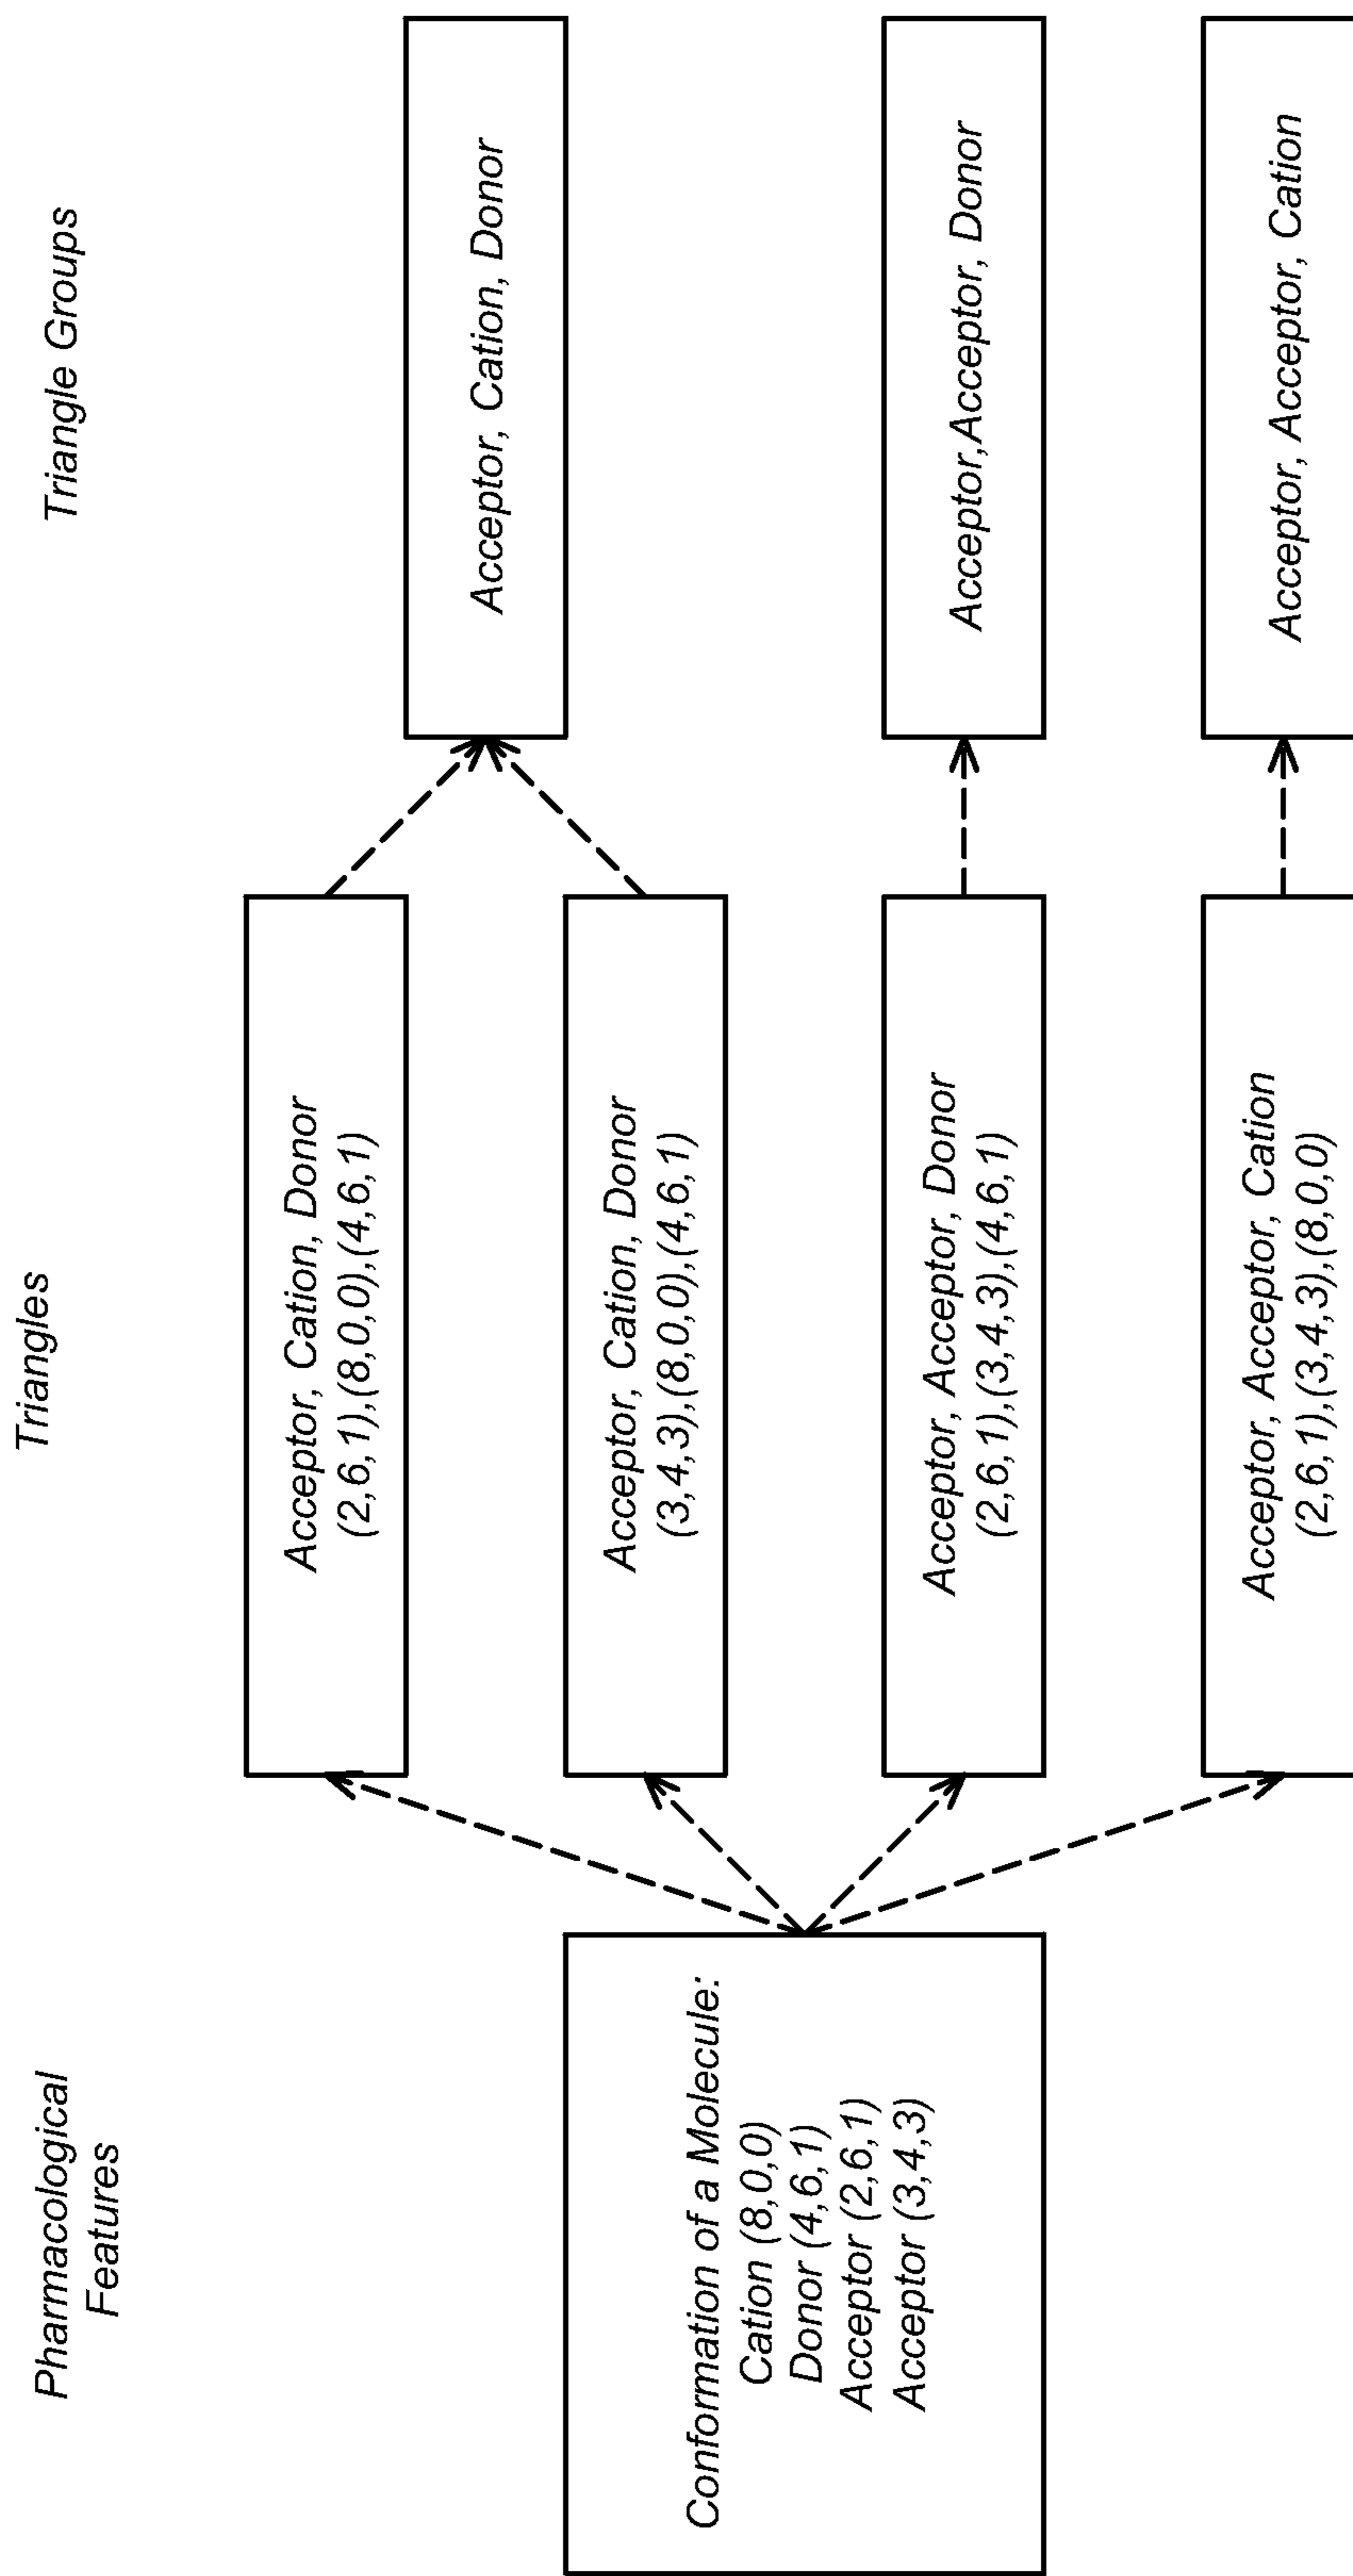 Pharmacological
Features
Triangles
Triangle Groups
Conformation of a Molecule:
Cation (8,0,0)
Donor (4,6,1)
Acceptor (2,6,1)
Acceptor (3,4,3)
Acceptor, Cation, Donor
(2,6,1),(8,0,0),(4,6,1)
Acceptor, Cation, Donor
(3,4,3),(8,0,0),(4,6,1)
Acceptor, Acceptor, Donor
(2,6,1),(3,4,3),(4,6,1)
Acceptor, Acceptor, Cation
(2,6,1),(3,4,3),(8,0,0)
Acceptor, Cation, Donor
Acceptor,Acceptor, Donor
Acceptor, Acceptor, Cation